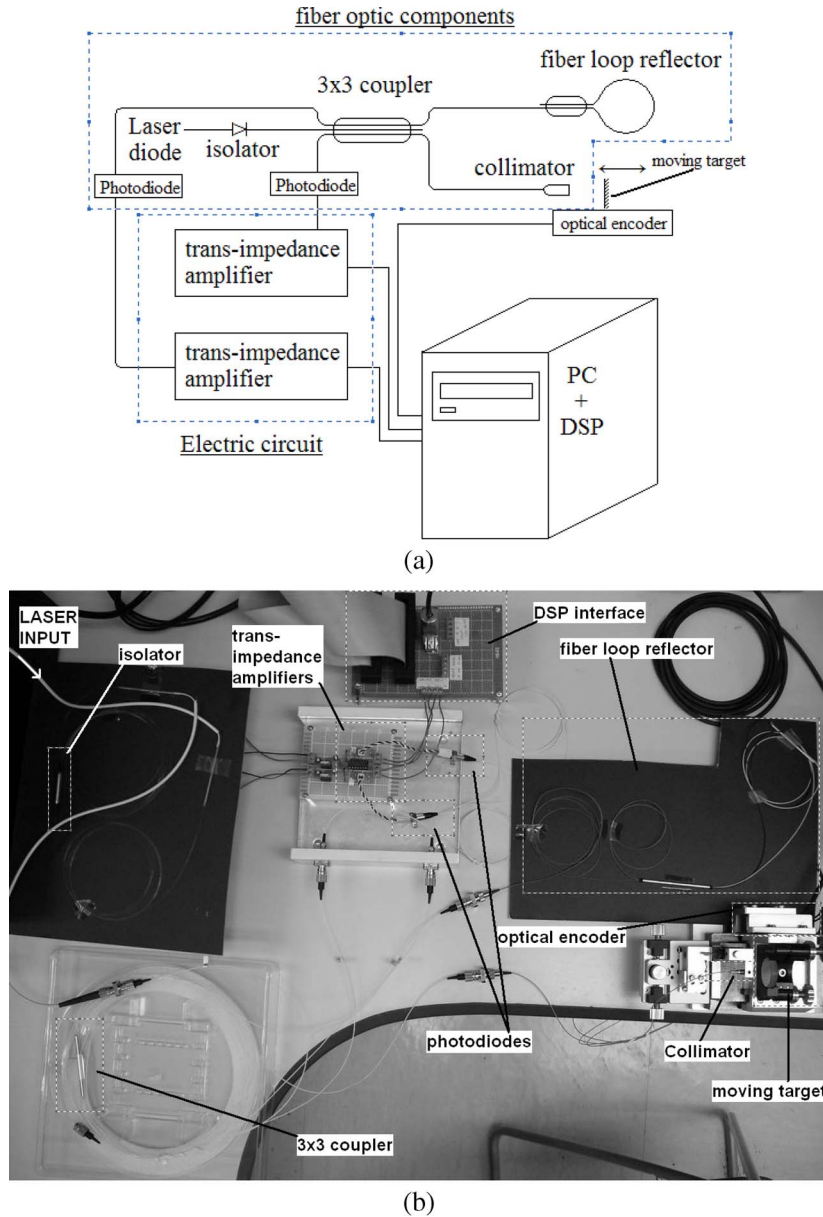 fiber optic components
fiber loop reflector
3x3 coupler
Laser
diode
isolator
collimator
moving target
Photodiode
Photodiode
optical encoder
trans-impedance
amplifier
trans-impedance
amplifier
PC
+
DSP
Electric circuit
(a)
LASER
INPUT
isolator
trans-
impedance
amplifiers
DSP interface
fiber loop reflector
optical encoder
photodiodes
Collimator
moving target
3x3 coupler
(b)